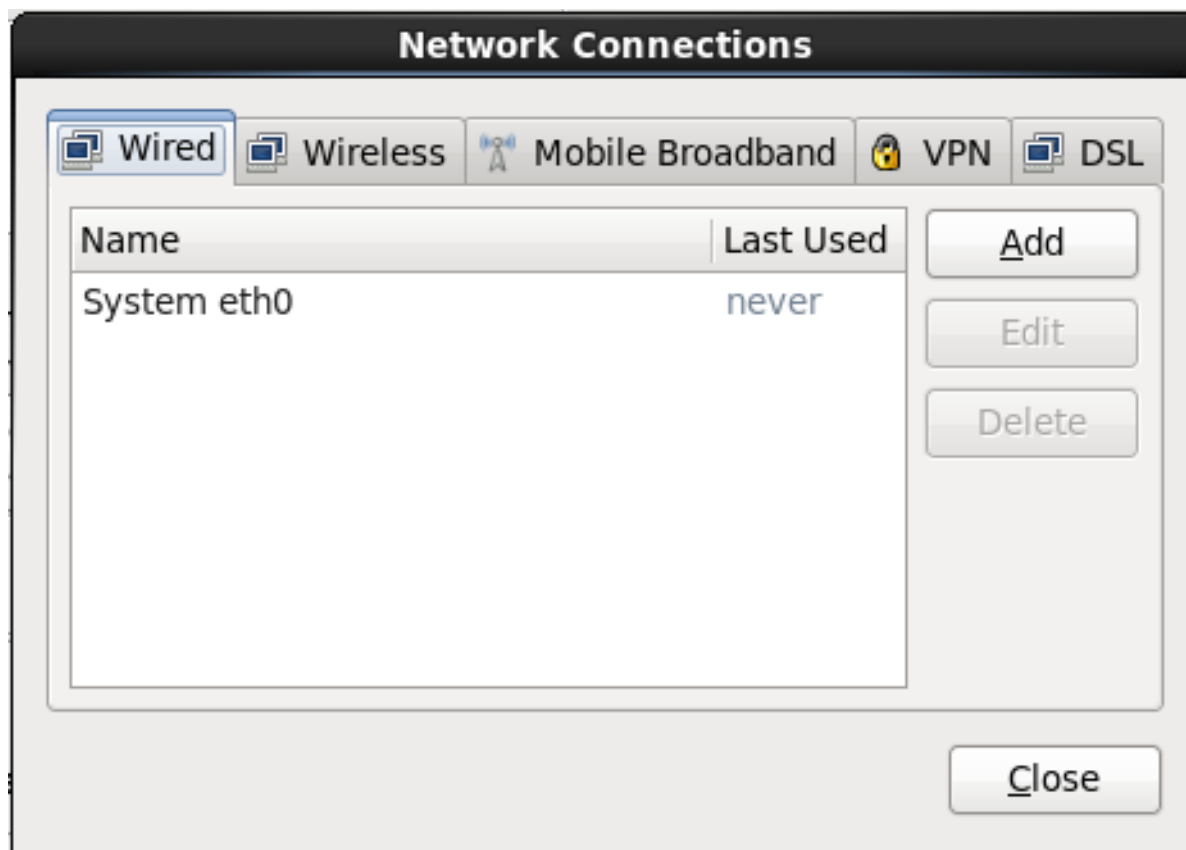 Network Connections
Wired Wireless Mobile Broadband VPN DSL
Name Last Used
System eth0 never
Add
Edit
Delete
Close